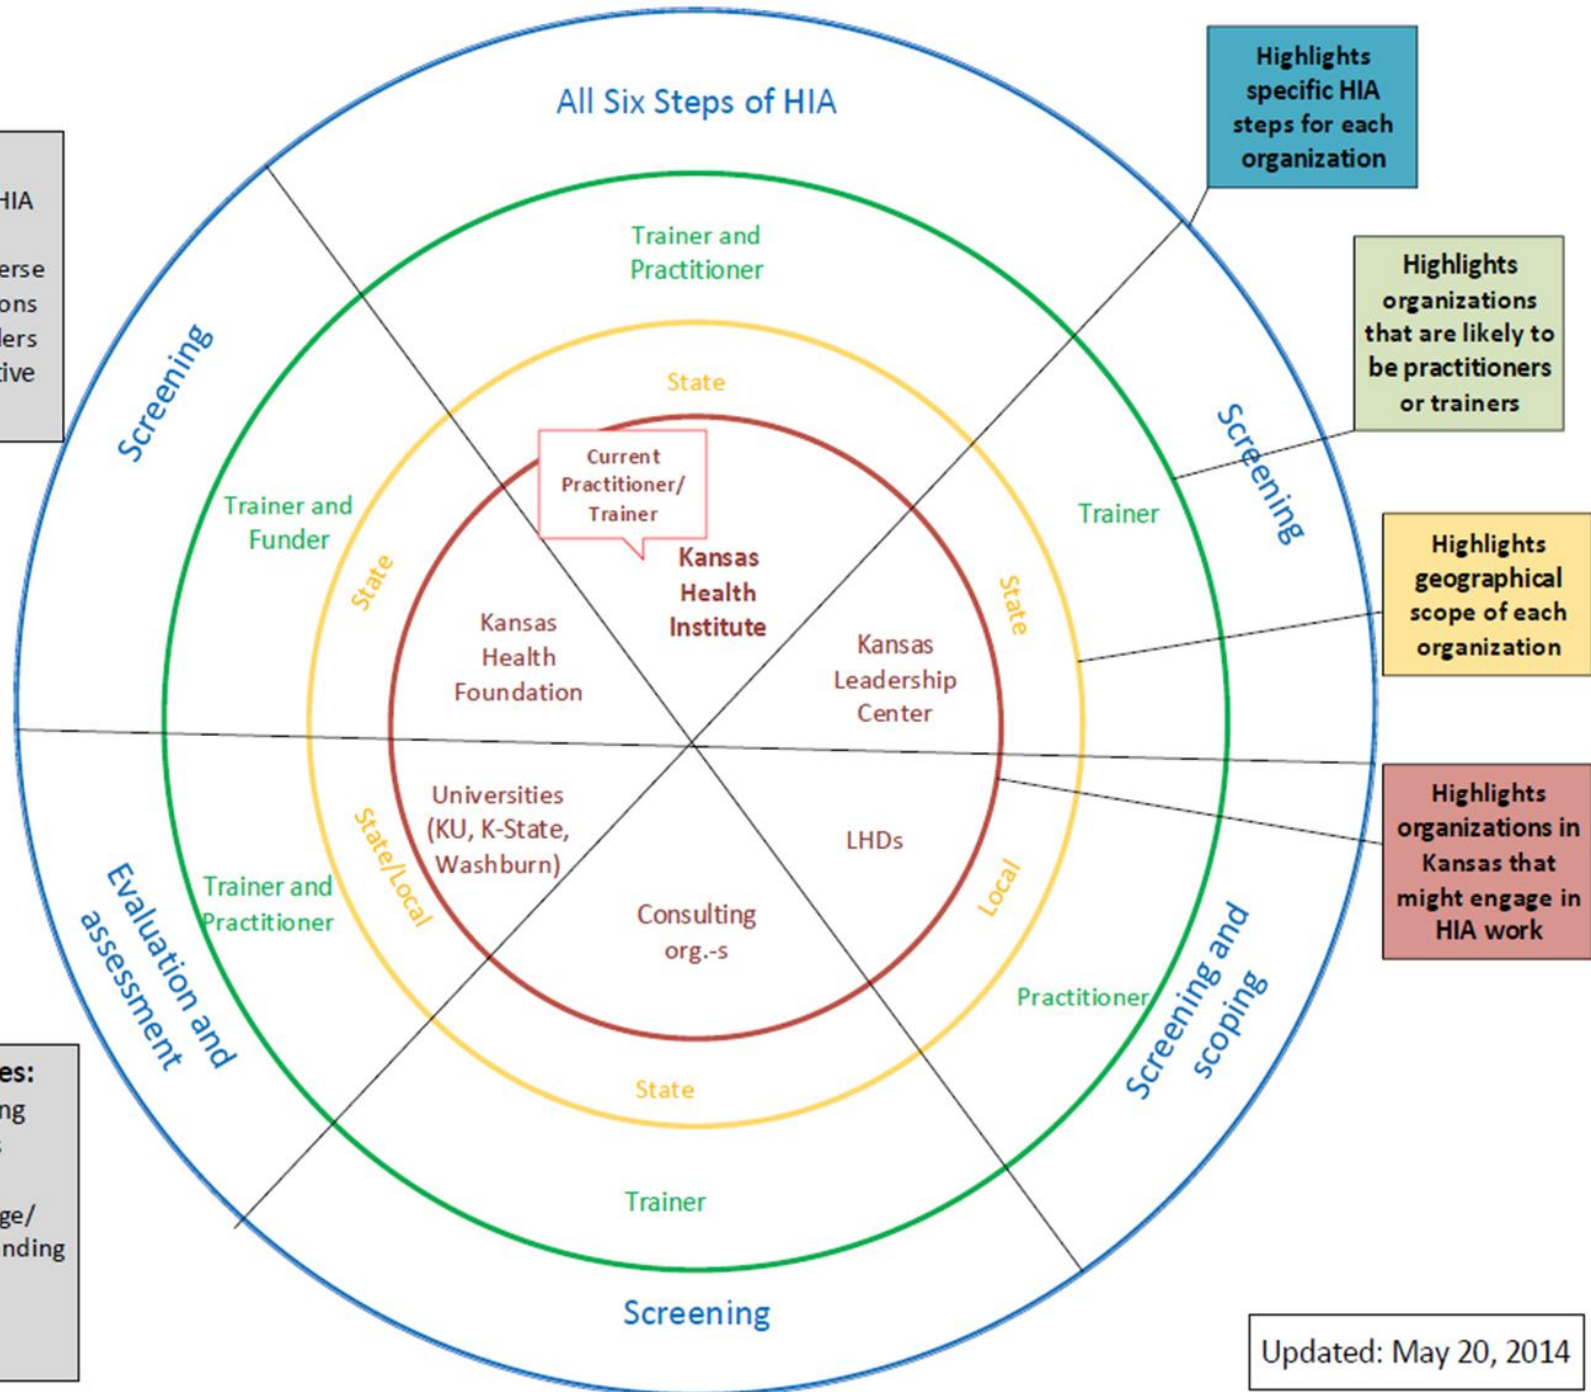 All Six Steps of HIA
Highlights
specific HIA
steps for each
organization
HIA
Trainer and
Practitioner
Highlights
organizations
that are likely to
be practitioners
or trainers
Screening
State
Screening
Current
Practitioner/
Trainer
Trainer and
Funder
Trainer
State
Kansas
Health
Institute
State
Highlights
geographical
scope of each
organization
Kansas
Health
Foundation
Kansas
Leadership
Center
Universities
(KU, K-State,
Washburn)
LHDs
Highlights
organizations in
Kansas that
might engage in
HIA work
State/Local
Local
Trainer and
Practitioner
Consulting
org.-s
Evaluation and
assessment
Practitioner
Screening and
scoping
State
Trainer
Screening
Updated: May 20, 2014